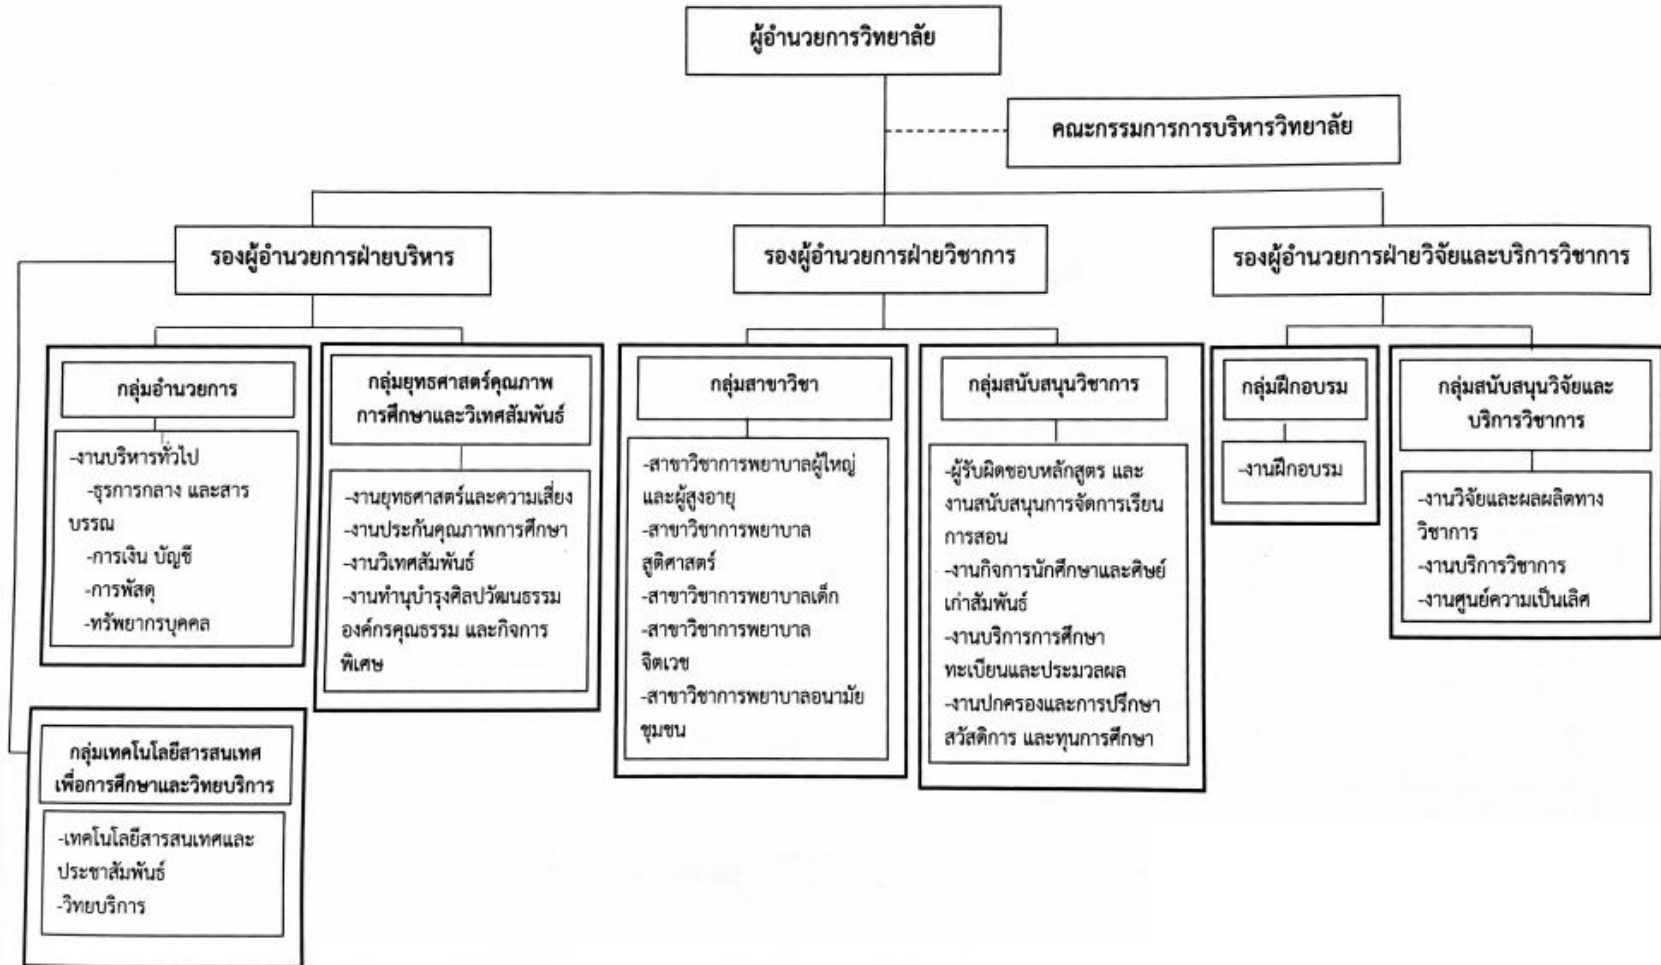 ผู้อำนวยการวิทยาลัย
คณะกรรมการการบริหารวิทยาลัย
รองผู้อำนวยการฝ่ายบริหาร
รองผู้อำนวยการฝ่ายวิชาการ
รองผู้อำนวยการฝ่ายวิจัยและบริการวิชาการ
กลุ่มอำนวยการ
-งานบริหารทั่วไป
-ธุรการกลาง และสาร
บรรณ
-การเงิน บัญชี
-การพัสดุ
-ทรัพยากรบุคคล
กลุ่มยุทธศาสตร์คุณภาพ
การศึกษาและวิเทศสัมพันธ์
-งานยุทธศาสตร์และความเสี่ยง
-งานประกันคุณภาพการศึกษา
-งานวิเทศสัมพันธ์
-งานทำนุบำรุงศิลปวัฒนธรรม
องค์กรคุณธรรม และกิจการ
พิเศษ
กลุ่มสาขาวิชา
-สาขาวิชาการพยาบาลผู้ใหญ่
และผู้สูงอายุ
-สาขาวิชาการพยาบาล
สูติศาสตร์
-สาขาวิชาการพยาบาลเด็ก
-สาขาวิชาการพยาบาล
จิตเวช
-สาขาวิชาการพยาบาลอนามัย
ชุมชน
กลุ่มสนับสนุนวิชาการ
-ผู้รับผิดชอบหลักสูตร และ
งานสนับสนุนการจัดการเรียน
การสอน
-งานกิจการนักศึกษาและศิษย์
เก่าสัมพันธ์
-งานบริการการศึกษา
ทะเบียนและประมวลผล
-งานปกครองและการปรึกษา
สวัสดิการ และทุนการศึกษา
กลุ่มฝึกอบรม
-งานฝึกอบรม
กลุ่มสนับสนุนวิจัยและ
บริการวิชาการ
-งานวิจัยและผลผลิตทาง
วิชาการ
-งานบริการวิชาการ
-งานศูนย์ความเป็นเลิศ
กลุ่มเทคโนโลยีสารสนเทศ
เพื่อการศึกษาและวิทยบริการ
-เทคโนโลยีสารสนเทศและ
ประชาสัมพันธ์
-วิทยบริการ